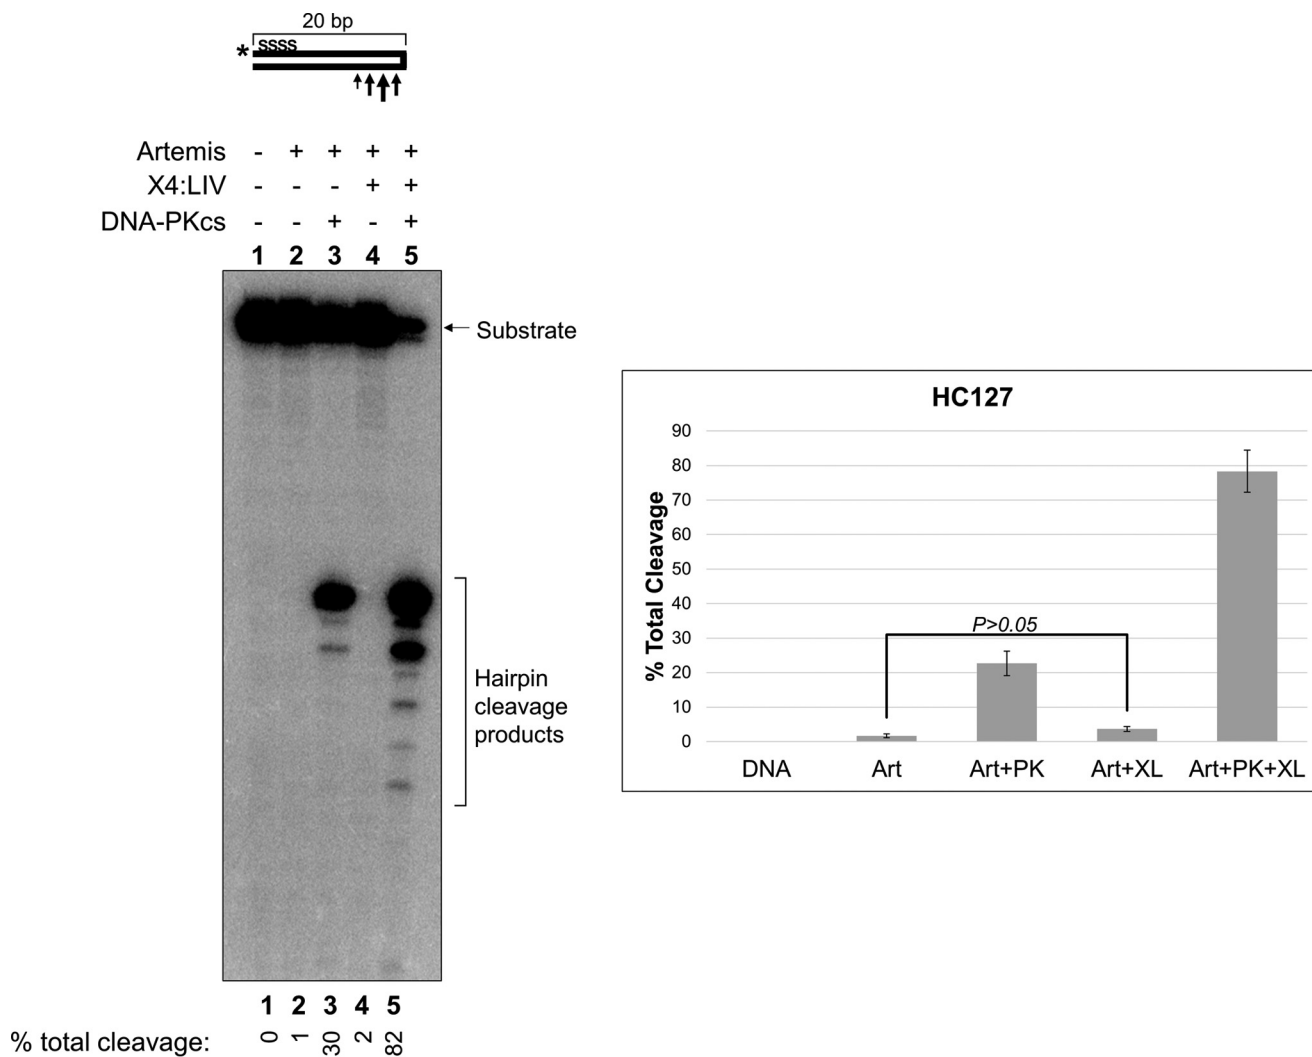 20 bp
*
SSSS
Artemis - + + + +
X4:LIV - - - + +
DNA-PKcs - - + - +
1 2 3 4 5
Substrate
Hairpin
cleavage
products
1 2 3 4 5
% total cleavage: 0 1 30 2 82
HC127
% Total Cleavage
90
80
70
60
50
40
30
20
10
0
P>0.05
DNA Art Art+PK Art+XL Art+PK+XL